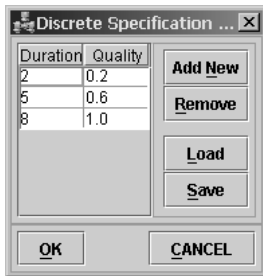 Discrete Specification ...
Duration Quality
2 0.2
5 0.6
8 1.0
Add New
Remove
Load
Save
OK CANCEL